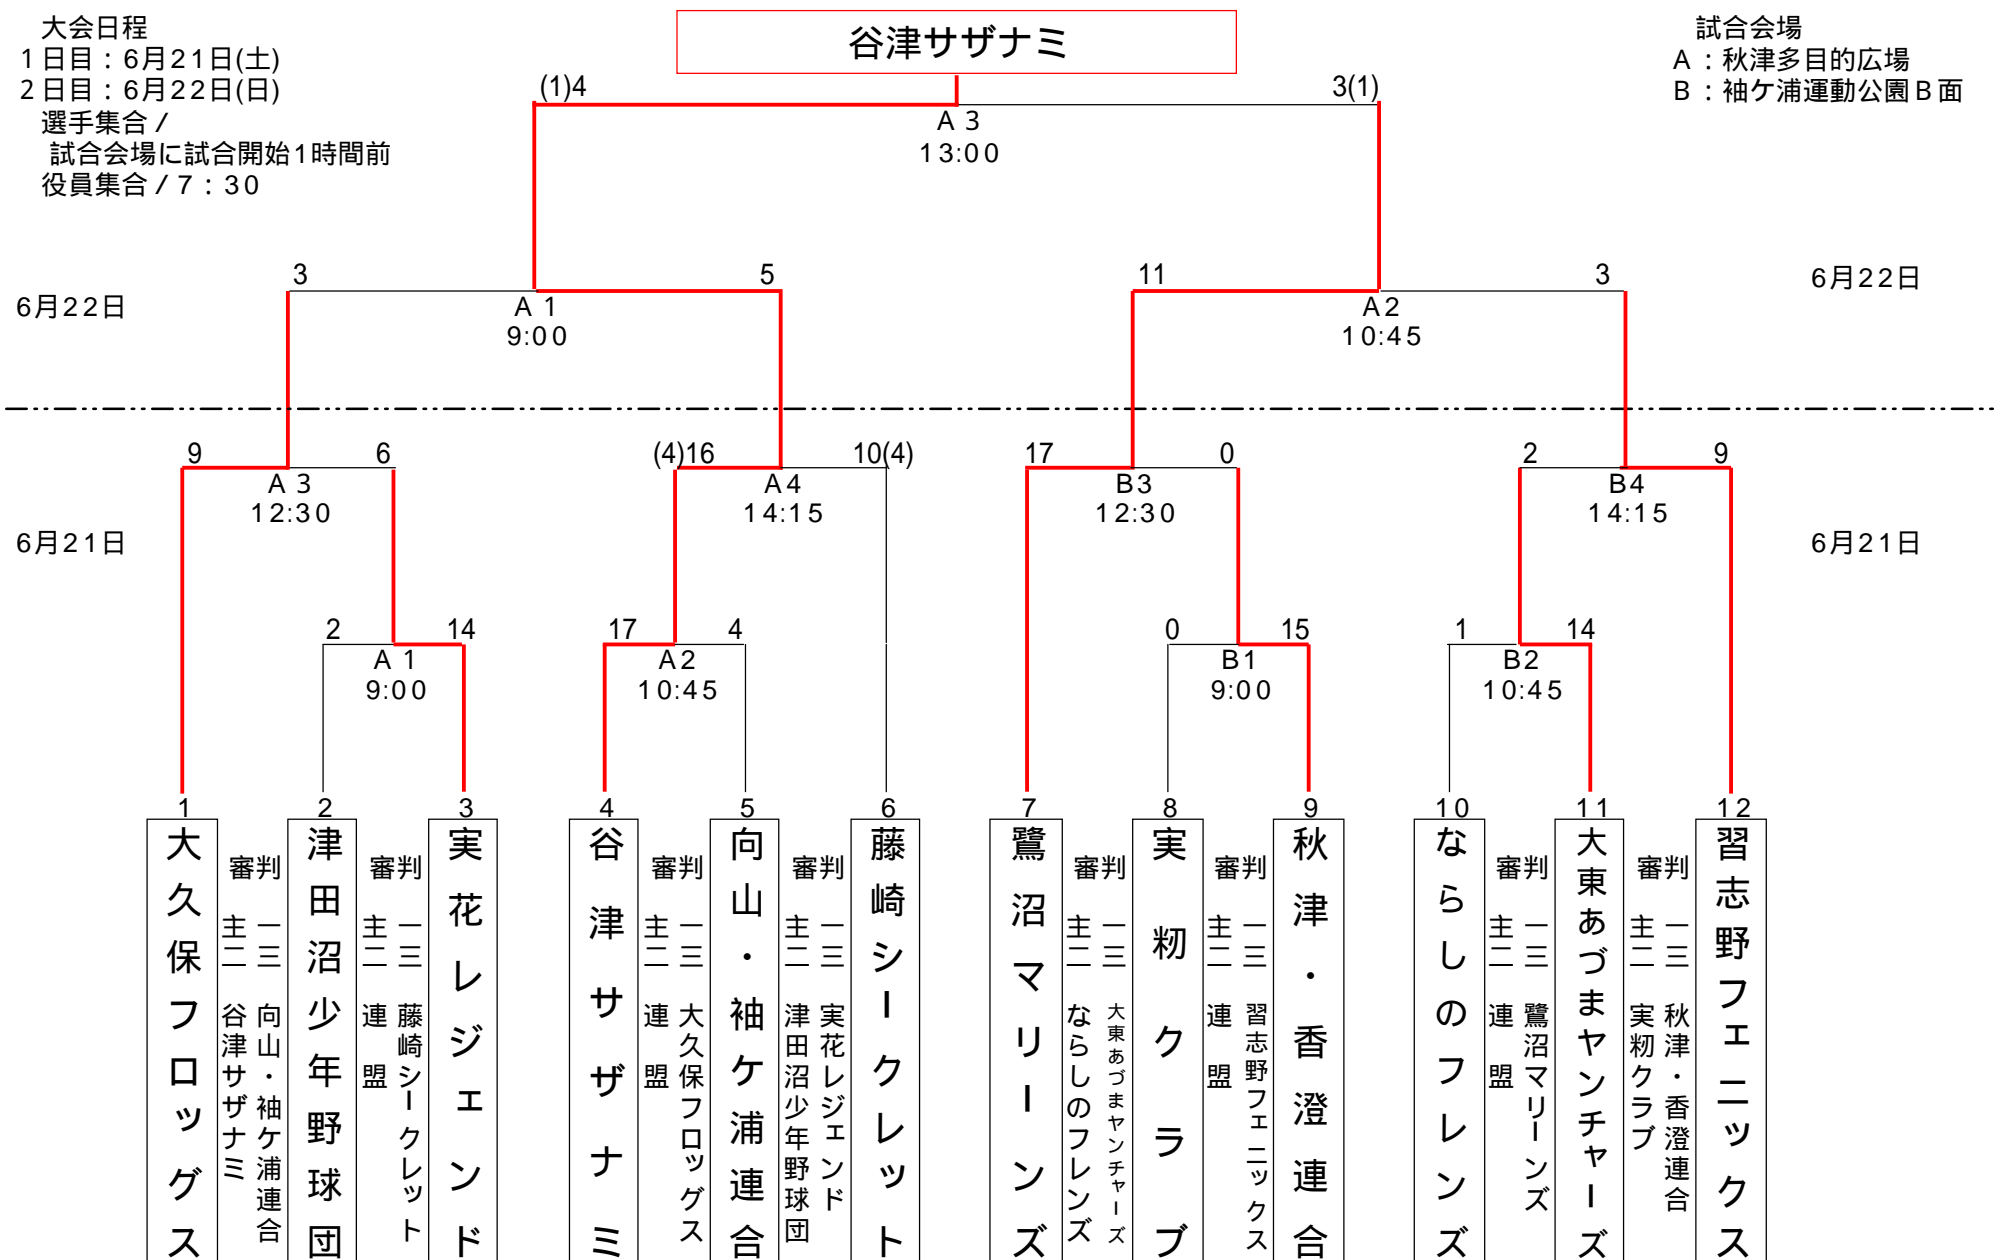 大会日程
1日目：6月21日(土)
2日目：6月22日(日)
選手集合/
試合会場に試合開始1時間前
役員集合/7：30
谷津サザナミ
試合会場
A：秋津多目的広場
B：袖ケ浦運動公園B面
(1)4
3(1)
A3
13:00
6月22日
3
5
A1
9:00
11
3
A2
10:45
6月22日
6月21日
9
6
A3
12:30
(4)16
10(4)
A4
14:15
17
0
B3
12:30
2
9
B4
14:15
6月21日
2
14
A1
9:00
17
4
A2
10:45
0
15
B1
9:00
1
14
B2
10:45
1
大久保フロッグス
審判
一三 向山・袖ケ浦連合
主二 谷津サザナミ
2
津田沼少年野球団
審判
一三 藤崎シークレット
主二 連盟
3
実花レジェンド
4
谷津サザナミ
審判
一三 大久保フロッグス
主二 連盟
5
向山・袖ケ浦連合
審判
一三 実花レジェンド
主二 津田沼少年野球団
6
藤崎シークレット
7
鷺沼マリーンズ
審判
一三 大東あづまヤンチャーズ
主二 ならしのフレンズ
8
実籾クラブ
審判
一三 習志野フェニックス
主二 連盟
9
秋津・香澄連合
10
ならしのフレンズ
審判
一三 鷺沼マリーンズ
主二 連盟
11
大東あづまヤンチャーズ
審判
一三 秋津・香澄連合
主二 実籾クラブ
12
習志野フェニックス